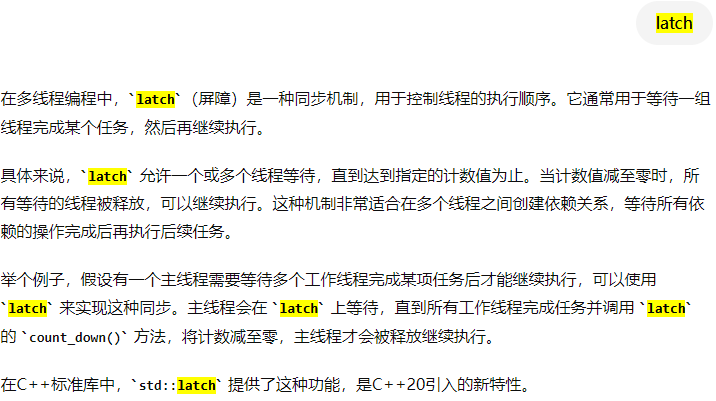 latch
在多线程编程中，`latch`（屏障）是一种同步机制，用于控制线程的执行顺序。它通常用于等待一组
线程完成某个任务，然后再继续执行。
具体来说，`latch` 允许一个或多个线程等待，直到达到指定的计数值为止。当计数值减至零时，所
有等待的线程被释放，可以继续执行。这种机制非常适合在多个线程之间创建依赖关系，等待所有依
赖的操作完成后再执行后续任务。
举个例子，假设有一个主线程需要等待多个工作线程完成某项任务后才能继续执行，可以使用
`latch` 来实现这种同步。主线程会在 `latch` 上等待，直到所有工作线程完成任务并调用 `latch`
的 `count_down()` 方法，将计数减至零，主线程才会被释放继续执行。
在C++标准库中，`std::latch` 提供了这种功能，是C++20引入的新特性。